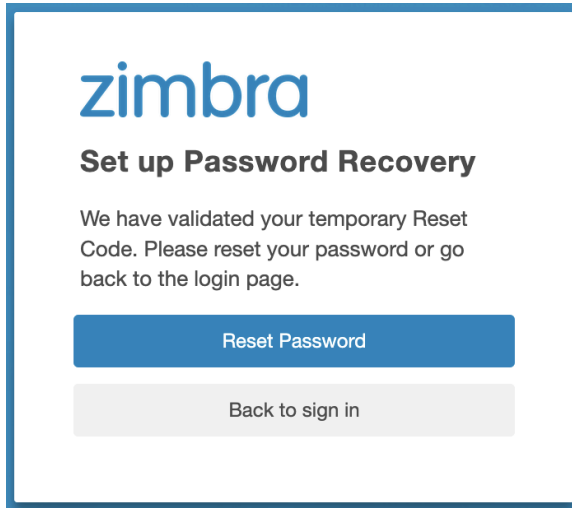 zimbra
Set up Password Recovery
We have validated your temporary Reset
Code. Please reset your password or go
back to the login page.
Reset Password
Back to sign in